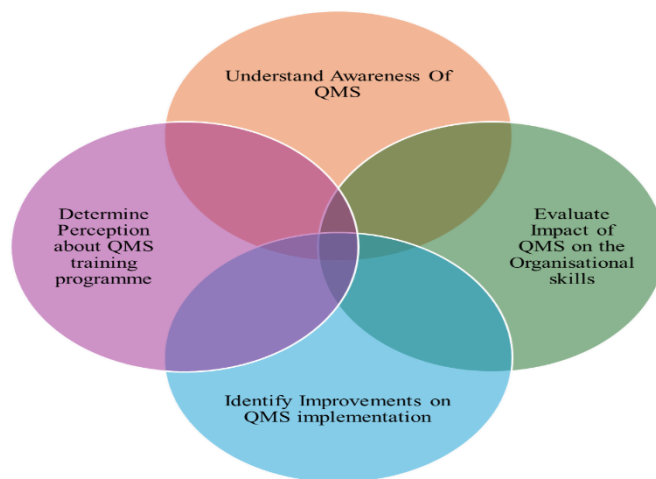 Understand Awareness Of
QMS
Determine
Perception
about QMS
training
programme
Evaluate
Impact of
QMS on the
Organisational
skills
Identify Improvements on
QMS implementation